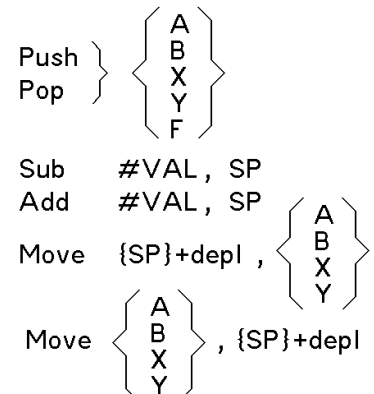 Push
Pop
A
B
X
Y
F
Sub #VAL, SP
Add #VAL, SP
Move {SP}+depl ,
A
B
X
Y
Move
A
B
X
Y
, {SP}+depl